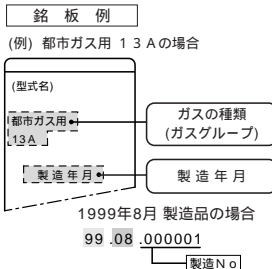 銘板例
(例) 都市ガス用 13Aの場合
(型式名)
都市ガス用
13A
ガスの種類
(ガスグループ)
製造年月
製造年月
1999年8月 製造品の場合
99.08.000001
製造No